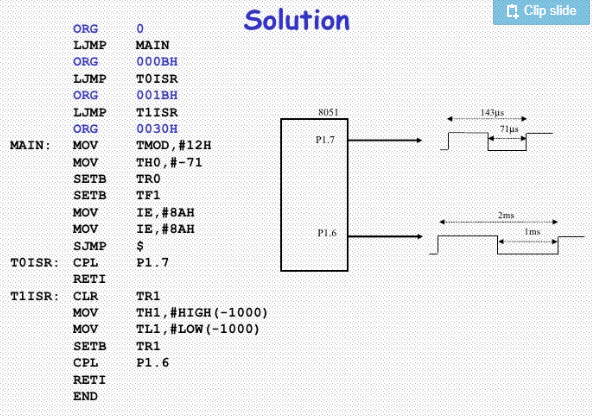 Clip slide
Solution
ORG 0
LJMP MAIN
ORG 000BH
LJMP T0ISR
ORG 001BH
LJMP T1ISR
ORG 0030H
MAIN: MOV TMOD,#12H
MOV TH0,#-71
SETB TR0
SETB TF1
MOV IE,#8AH
MOV IE,#8AH
SJMP $
T0ISR: CPL P1.7
RETI
T1ISR: CLR TR1
MOV TH1,#HIGH(-1000)
MOV TL1,#LOW(-1000)
SETB TR1
CPL P1.6
RETI
END
8051
P1.7
P1.6
143μs
71μs
2ms
1ms